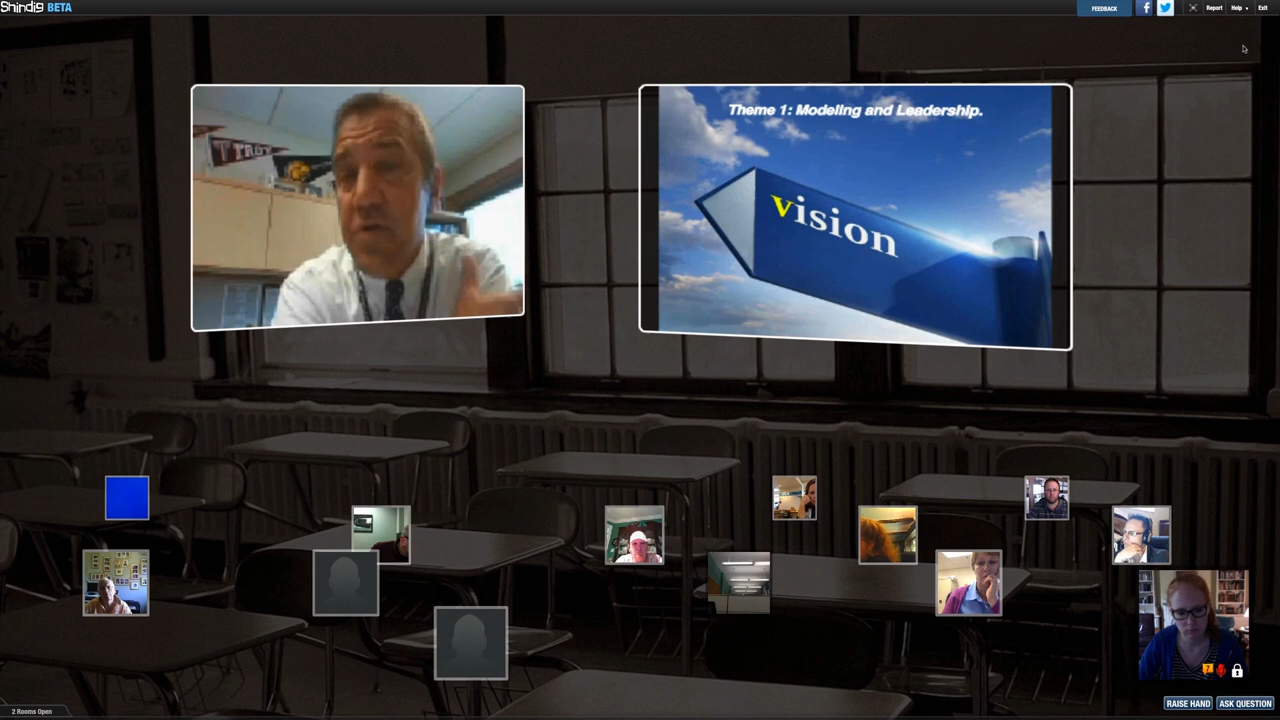 Shindig BETA
FEEDBACK
Report
Help
Exit
TROY
Theme 1: Modeling and Leadership.
vision
?
2 Rooms Open
RAISE HAND
ASK QUESTION